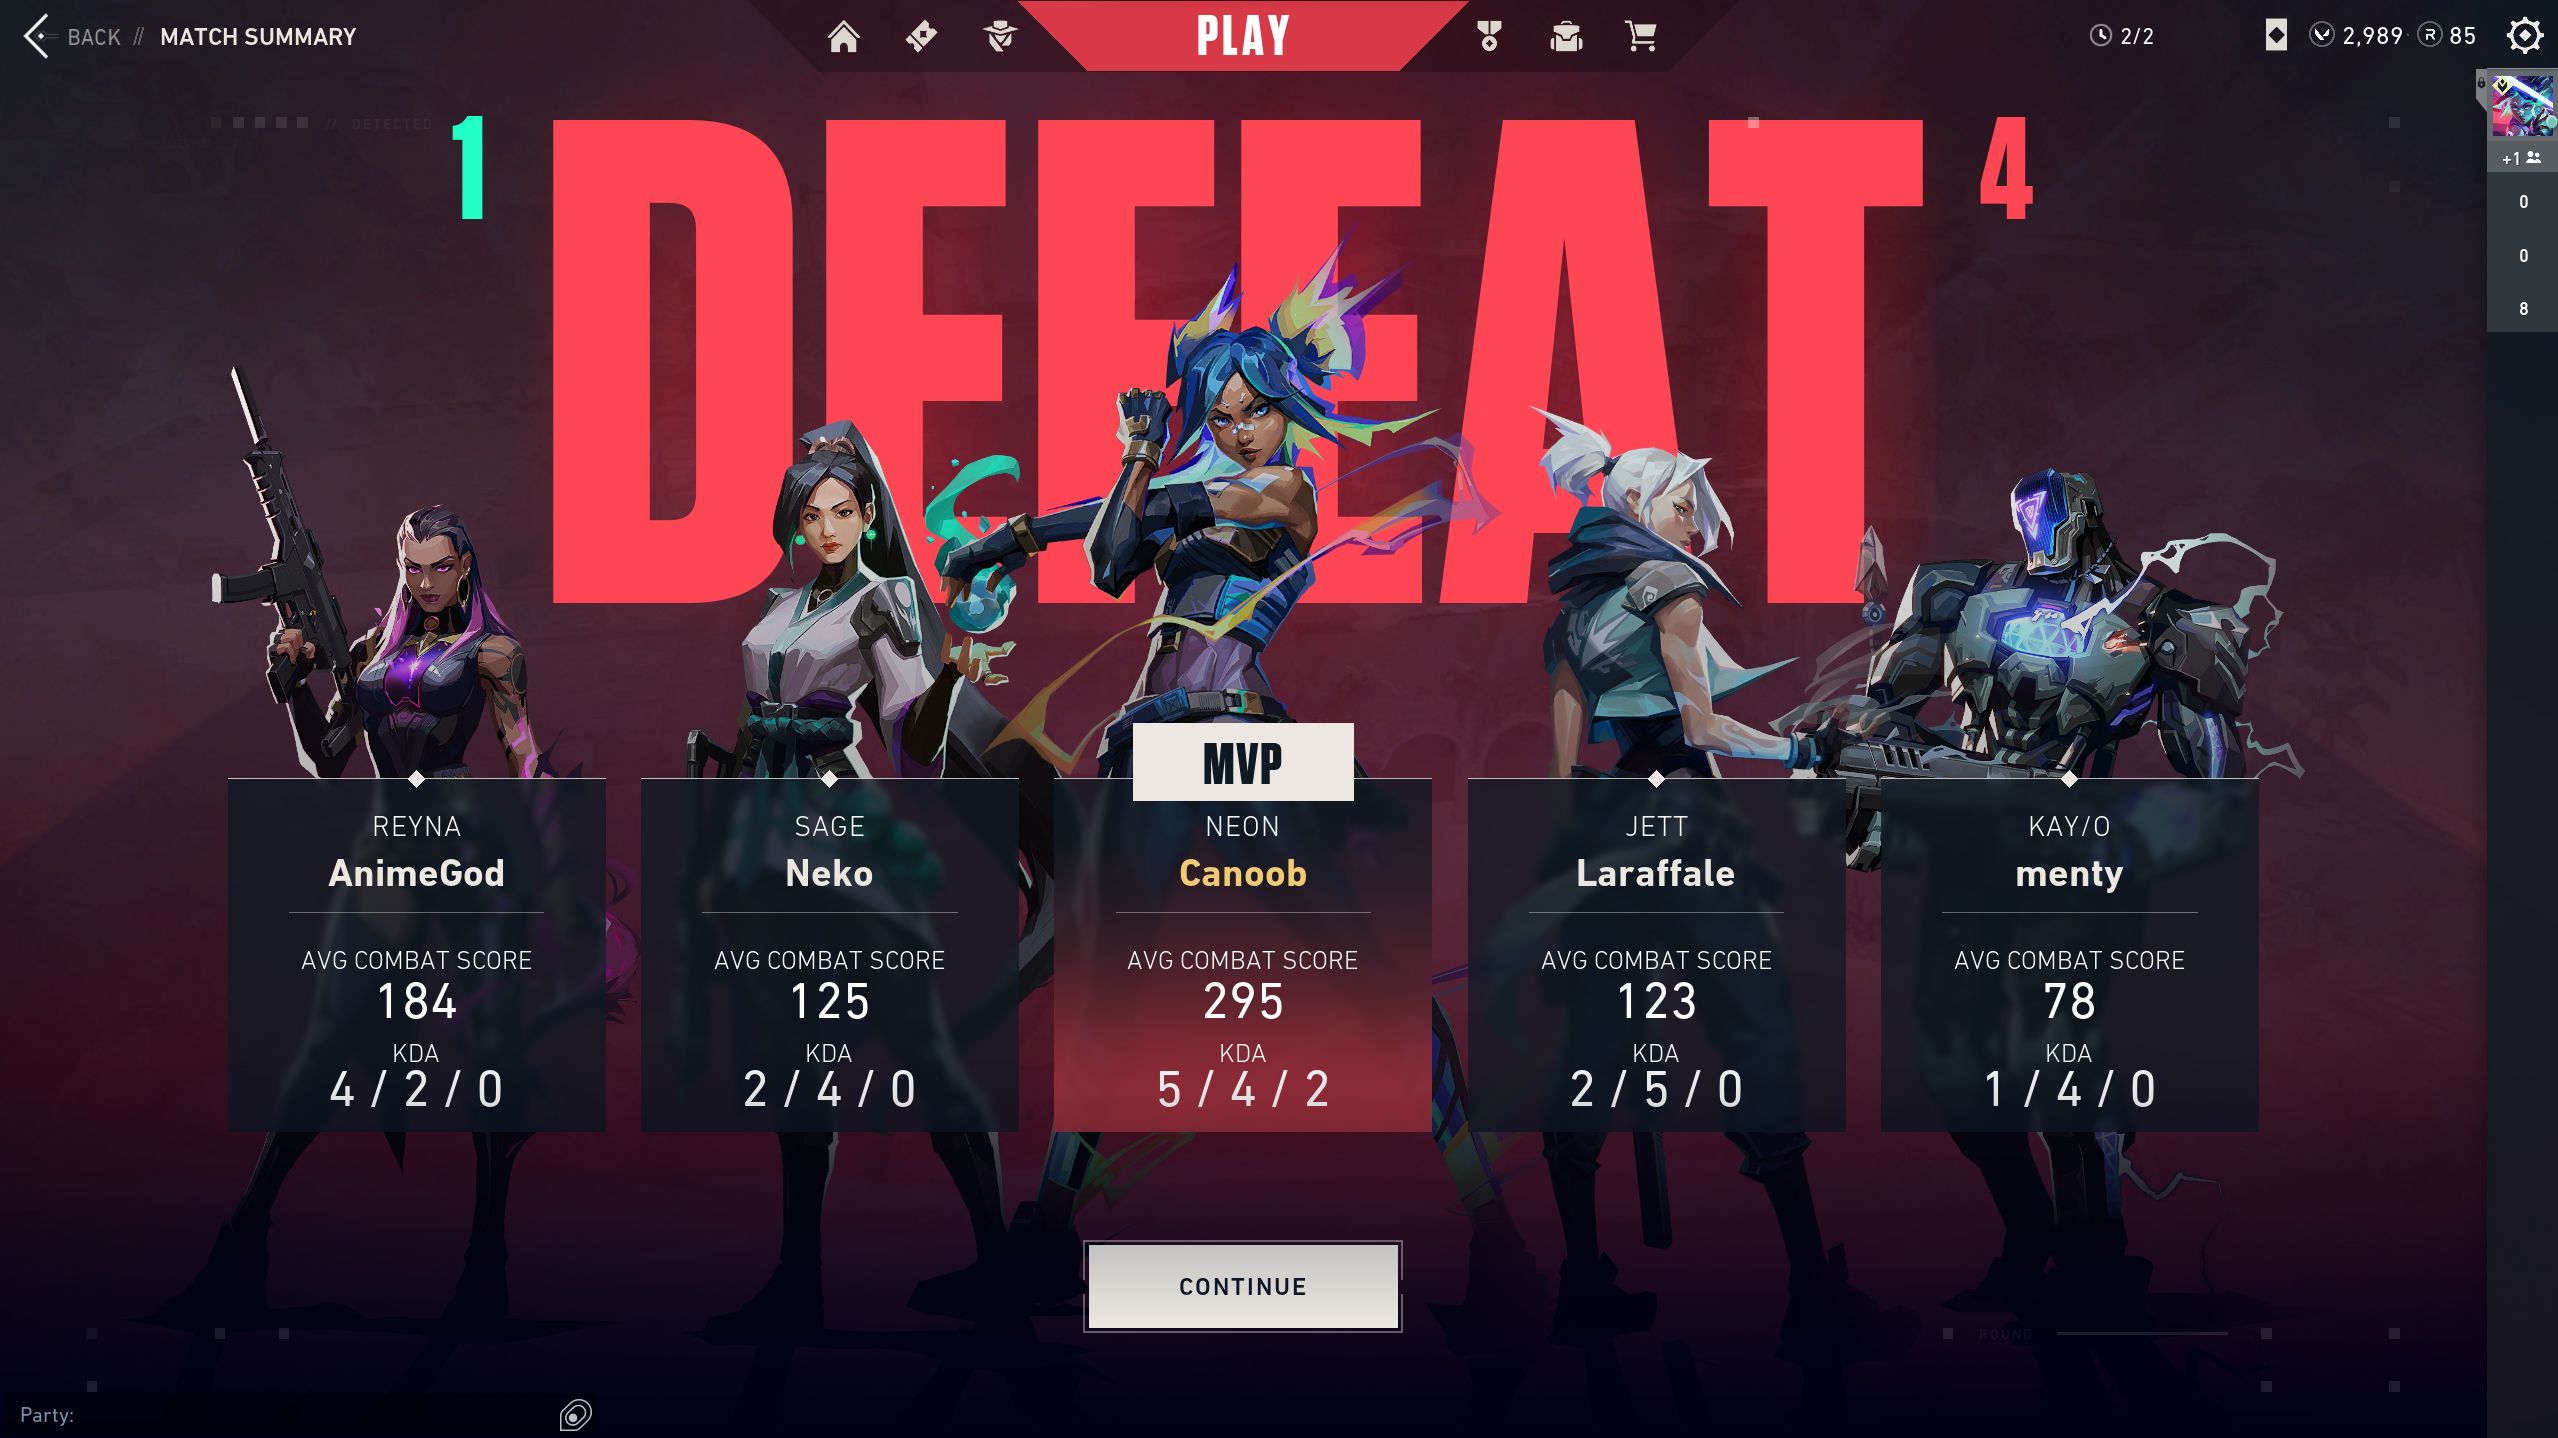 BACK // MATCH SUMMARY
PLAY
2/2
2,989
R 85
// DETECTED
1
DEFEAT
4
+1
0
0
8
MVP
REYNA
AnimeGod
AVG COMBAT SCORE
184
KDA
4 / 2 / 0
SAGE
Neko
AVG COMBAT SCORE
125
KDA
2 / 4 / 0
NEON
Canoob
AVG COMBAT SCORE
295
KDA
5 / 4 / 2
JETT
Laraffale
AVG COMBAT SCORE
123
KDA
2 / 5 / 0
KAY/O
menty
AVG COMBAT SCORE
78
KDA
1 / 4 / 0
CONTINUE
ROUND
Party: